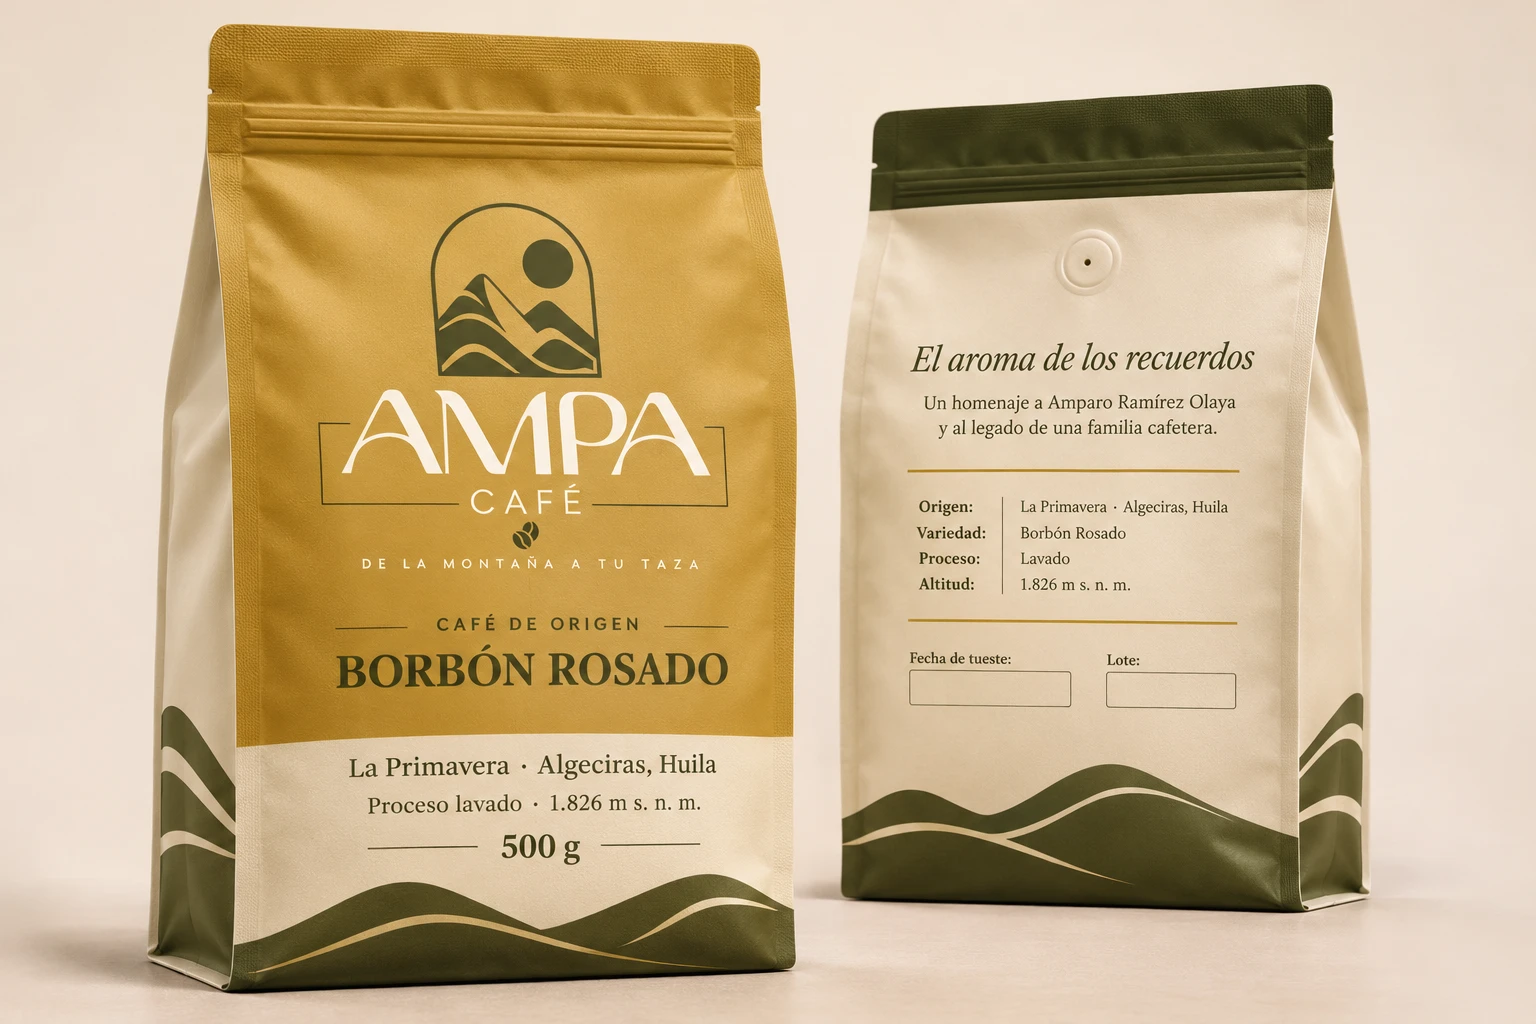 AMPA
CAFÉ
DE LA MONTAÑA A TU TAZA
CAFÉ DE ORIGEN
BORBÓN ROSADO
La Primavera · Algeciras, Huila
Proceso lavado · 1.826 m s. n. m.
500 g
El aroma de los recuerdos
Un homenaje a Amparo Ramírez Olaya
y al legado de una familia cafetera.
Origen: La Primavera · Algeciras, Huila
Variedad: Borbón Rosado
Proceso: Lavado
Altitud: 1.826 m s. n. m.
Fecha de tueste: Lote: